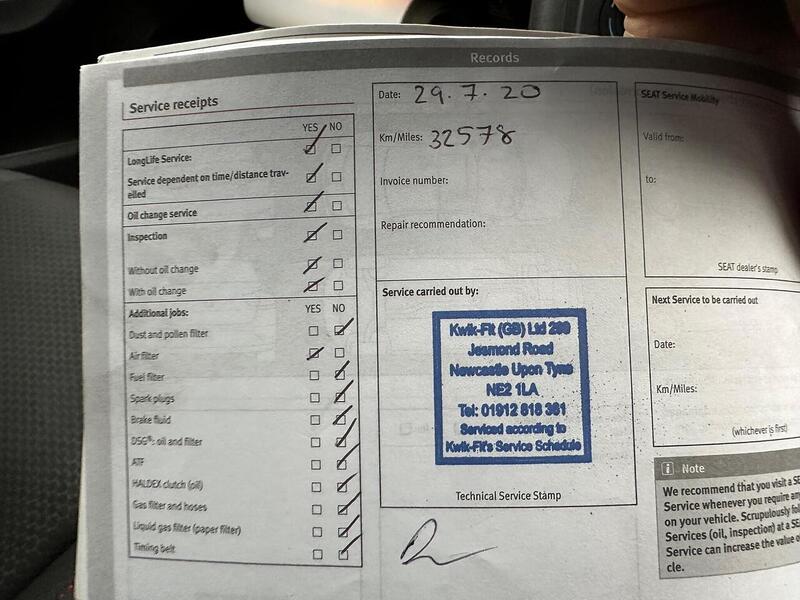 Records
Service receipts
YES NO
LongLife Service:
Service dependent on time/distance trav-
elled
Oil change service
Inspection
Without oil change
With oil change
Additional jobs: YES NO
Dust and pollen filter
Air filter
Fuel filter
Spark plugs
Brake fluid
DSG®: oil and filter
ATF
HALDEX clutch (oil)
Gas filter and hoses
Liquid gas filter (paper filter)
Timing belt
Date: 29.7.20
Km/Miles: 32578
Invoice number:
Repair recommendation:
Service carried out by:
Kwik-Fit (GB) Ltd
Jesmond Road
Newcastle Upon Tyne
NE2 1LA
Tel: 01912 818 361
Serviced according to
Kwik-Fit's Service Schedule
Technical Service Stamp
SEAT Service Mobility
Valid from:
to:
SEAT dealer's stamp
Next Service to be carried out
Date:
Km/Miles:
(whichever is first)
i Note
We recommend that you visit a SE
Service whenever you require an
on your vehicle. Scrupulously fol
Services (oil, inspection) at a SE
Service can increase the value o
cle.